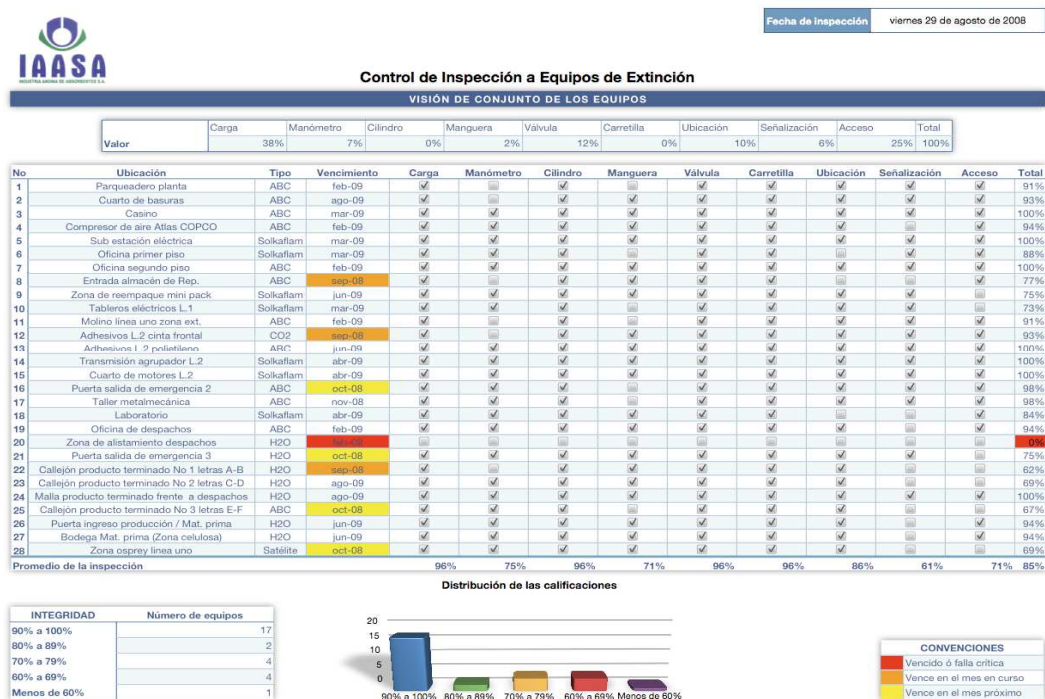 Fecha de inspección viernes 29 de agosto de 2008
IAASA
INDUSTRIA ANDINA DE ABSORBENTES S.A.
Control de Inspección a Equipos de Extinción
VISIÓN DE CONJUNTO DE LOS EQUIPOS
Carga Manómetro Cilindro Manguera Válvula Carretilla Ubicación Señalización Acceso Total
Valor 38% 7% 0% 2% 12% 0% 10% 6% 25% 100%
No Ubicación Tipo Vencimiento Carga Manómetro Cilindro Manguera Válvula Carretilla Ubicación Señalización Acceso Total
1 Parqueadero planta ABC feb-09 91%
2 Cuarto de basuras ABC ago-09 93%
3 Casino ABC mar-09 100%
4 Compresor de aire Atlas COPCO ABC feb-09 94%
5 Sub estación eléctrica Solkaflam mar-09 100%
6 Oficina primer piso Solkaflam mar-09 88%
7 Oficina segundo piso ABC feb-09 100%
8 Entrada almacén de Rep. ABC sep-08 77%
9 Zona de reempaque mini pack Solkaflam jun-09 75%
10 Tableros eléctricos L.1 Solkaflam mar-09 73%
11 Molino línea uno zona ext. ABC feb-09 91%
12 Adhesivos L.2 cinta frontal CO2 sep-08 93%
13 Adhesivos L.2 polietileno ABC jun-09 100%
14 Transmisión agrupador L.2 Solkaflam abr-09 100%
15 Cuarto de motores L.2 Solkaflam abr-09 100%
16 Puerta salida de emergencia 2 ABC oct-08 98%
17 Taller metalmecánica ABC nov-08 98%
18 Laboratorio Solkaflam abr-09 84%
19 Oficina de despachos ABC feb-09 94%
20 Zona de alistamiento despachos H2O feb-08 0%
21 Puerta salida de emergencia 3 H2O oct-08 75%
22 Callejón producto terminado No 1 letras A-B H2O sep-08 62%
23 Callejón producto terminado No 2 letras C-D H2O ago-09 69%
24 Malla producto terminado frente a despachos H2O ago-09 100%
25 Callejón producto terminado No 3 letras E-F ABC oct-08 67%
26 Puerta ingreso producción / Mat. prima H2O jun-09 94%
27 Bodega Mat. prima (Zona celulosa) H2O jun-09 94%
28 Zona osprey linea uno Satélite oct-08 69%
Promedio de la inspección 96% 75% 96% 71% 96% 96% 86% 61% 71% 85%
Distribución de las calificaciones
INTEGRIDAD Número de equipos
90% a 100% 17
80% a 89% 2
70% a 79% 4
60% a 69% 4
Menos de 60% 1
20
15
10
5
0
90% a 100% 80% a 89% 70% a 79% 60% a 69% Menos de 60%
CONVENCIONES
Vencido ó falla critica
Vence en el mes en curso
Vence en el mes próximo